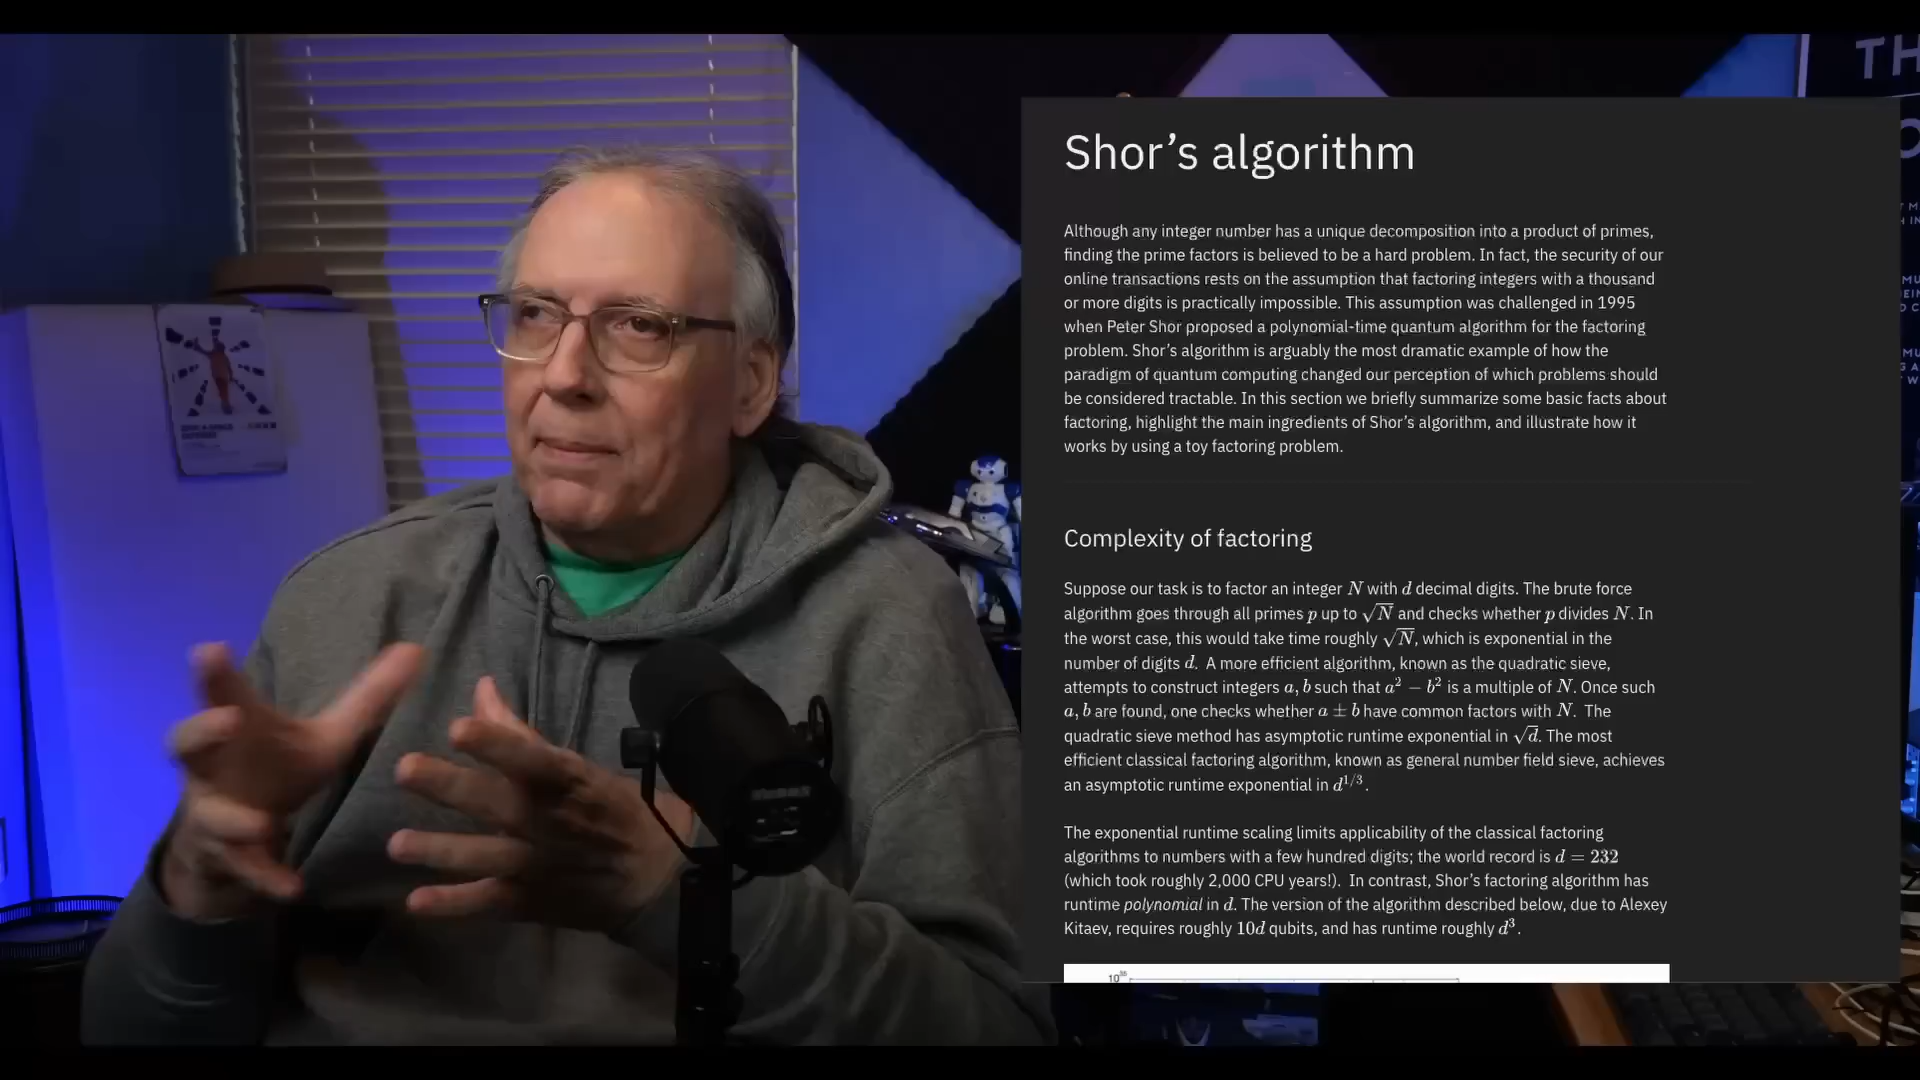 TH
Shor’s algorithm
Although any integer number has a unique decomposition into a product of primes,
finding the prime factors is believed to be a hard problem. In fact, the security of our
online transactions rests on the assumption that factoring integers with a thousand
or more digits is practically impossible. This assumption was challenged in 1995
when Peter Shor proposed a polynomial-time quantum algorithm for the factoring
problem. Shor’s algorithm is arguably the most dramatic example of how the
paradigm of quantum computing changed our perception of which problems should
be considered tractable. In this section we briefly summarize some basic facts about
factoring, highlight the main ingredients of Shor’s algorithm, and illustrate how it
works by using a toy factoring problem.
Complexity of factoring
Suppose our task is to factor an integer N with d decimal digits. The brute force
algorithm goes through all primes p up to √N and checks whether p divides N. In
the worst case, this would take time roughly √N, which is exponential in the
number of digits d. A more efficient algorithm, known as the quadratic sieve,
attempts to construct integers a, b such that a² − b² is a multiple of N. Once such
a, b are found, one checks whether a ± b have common factors with N. The
quadratic sieve method has asymptotic runtime exponential in √d. The most
efficient classical factoring algorithm, known as general number field sieve, achieves
an asymptotic runtime exponential in d^{1/3}.
The exponential runtime scaling limits applicability of the classical factoring
algorithms to numbers with a few hundred digits; the world record is d = 232
(which took roughly 2,000 CPU years!). In contrast, Shor’s factoring algorithm has
runtime polynomial in d. The version of the algorithm described below, due to Alexey
Kitaev, requires roughly 10d qubits, and has runtime roughly d³.